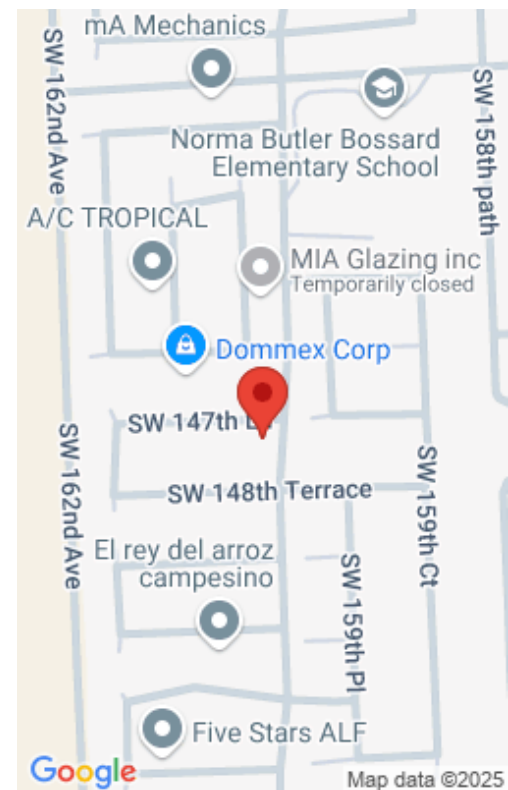 mA Mechanics
SW 162nd Ave
SW 158th path
Norma Butler Bossard
Elementary School
A/C TROPICAL
MIA Glazing inc
Temporarily closed
Dommex Corp
SW 147th
SW 162nd Ave
SW 148th Terrace
SW 159th Ct
El rey del arroz
campesino
SW 159th Pl
Five Stars ALF
Google
Map data ©2025